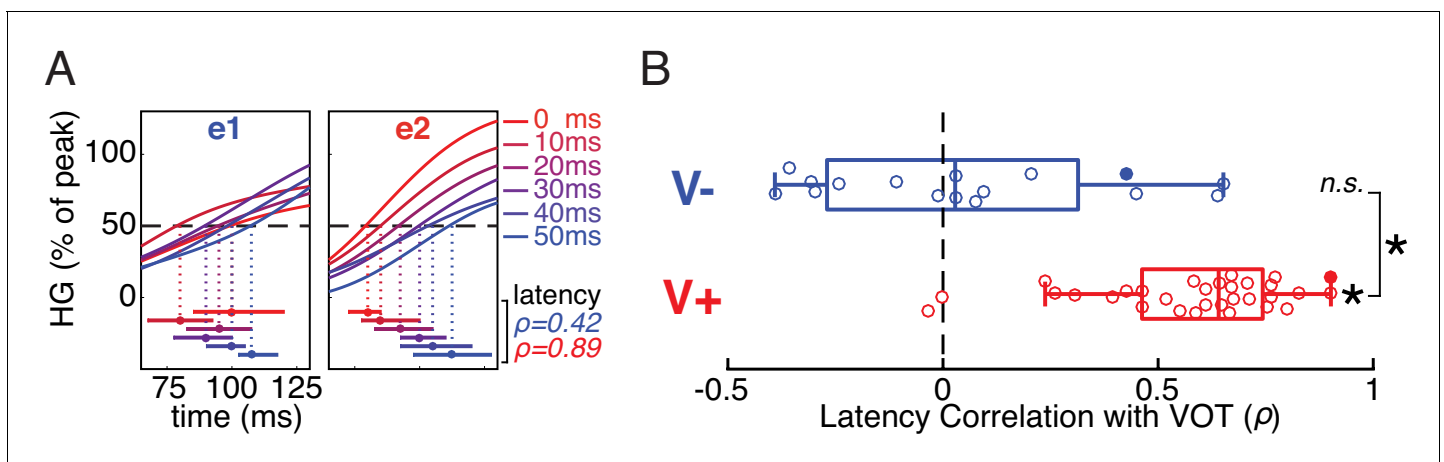 A
HG (% of peak)
100
50
0
e1
e2
0 ms
10ms
20ms
30ms
40ms
50ms
latency
ρ=0.42
ρ=0.89
75 100 125
time (ms)
B
V-
V+
n.s.
*
*
-0.5 0 0.5 1
Latency Correlation with VOT (ρ)